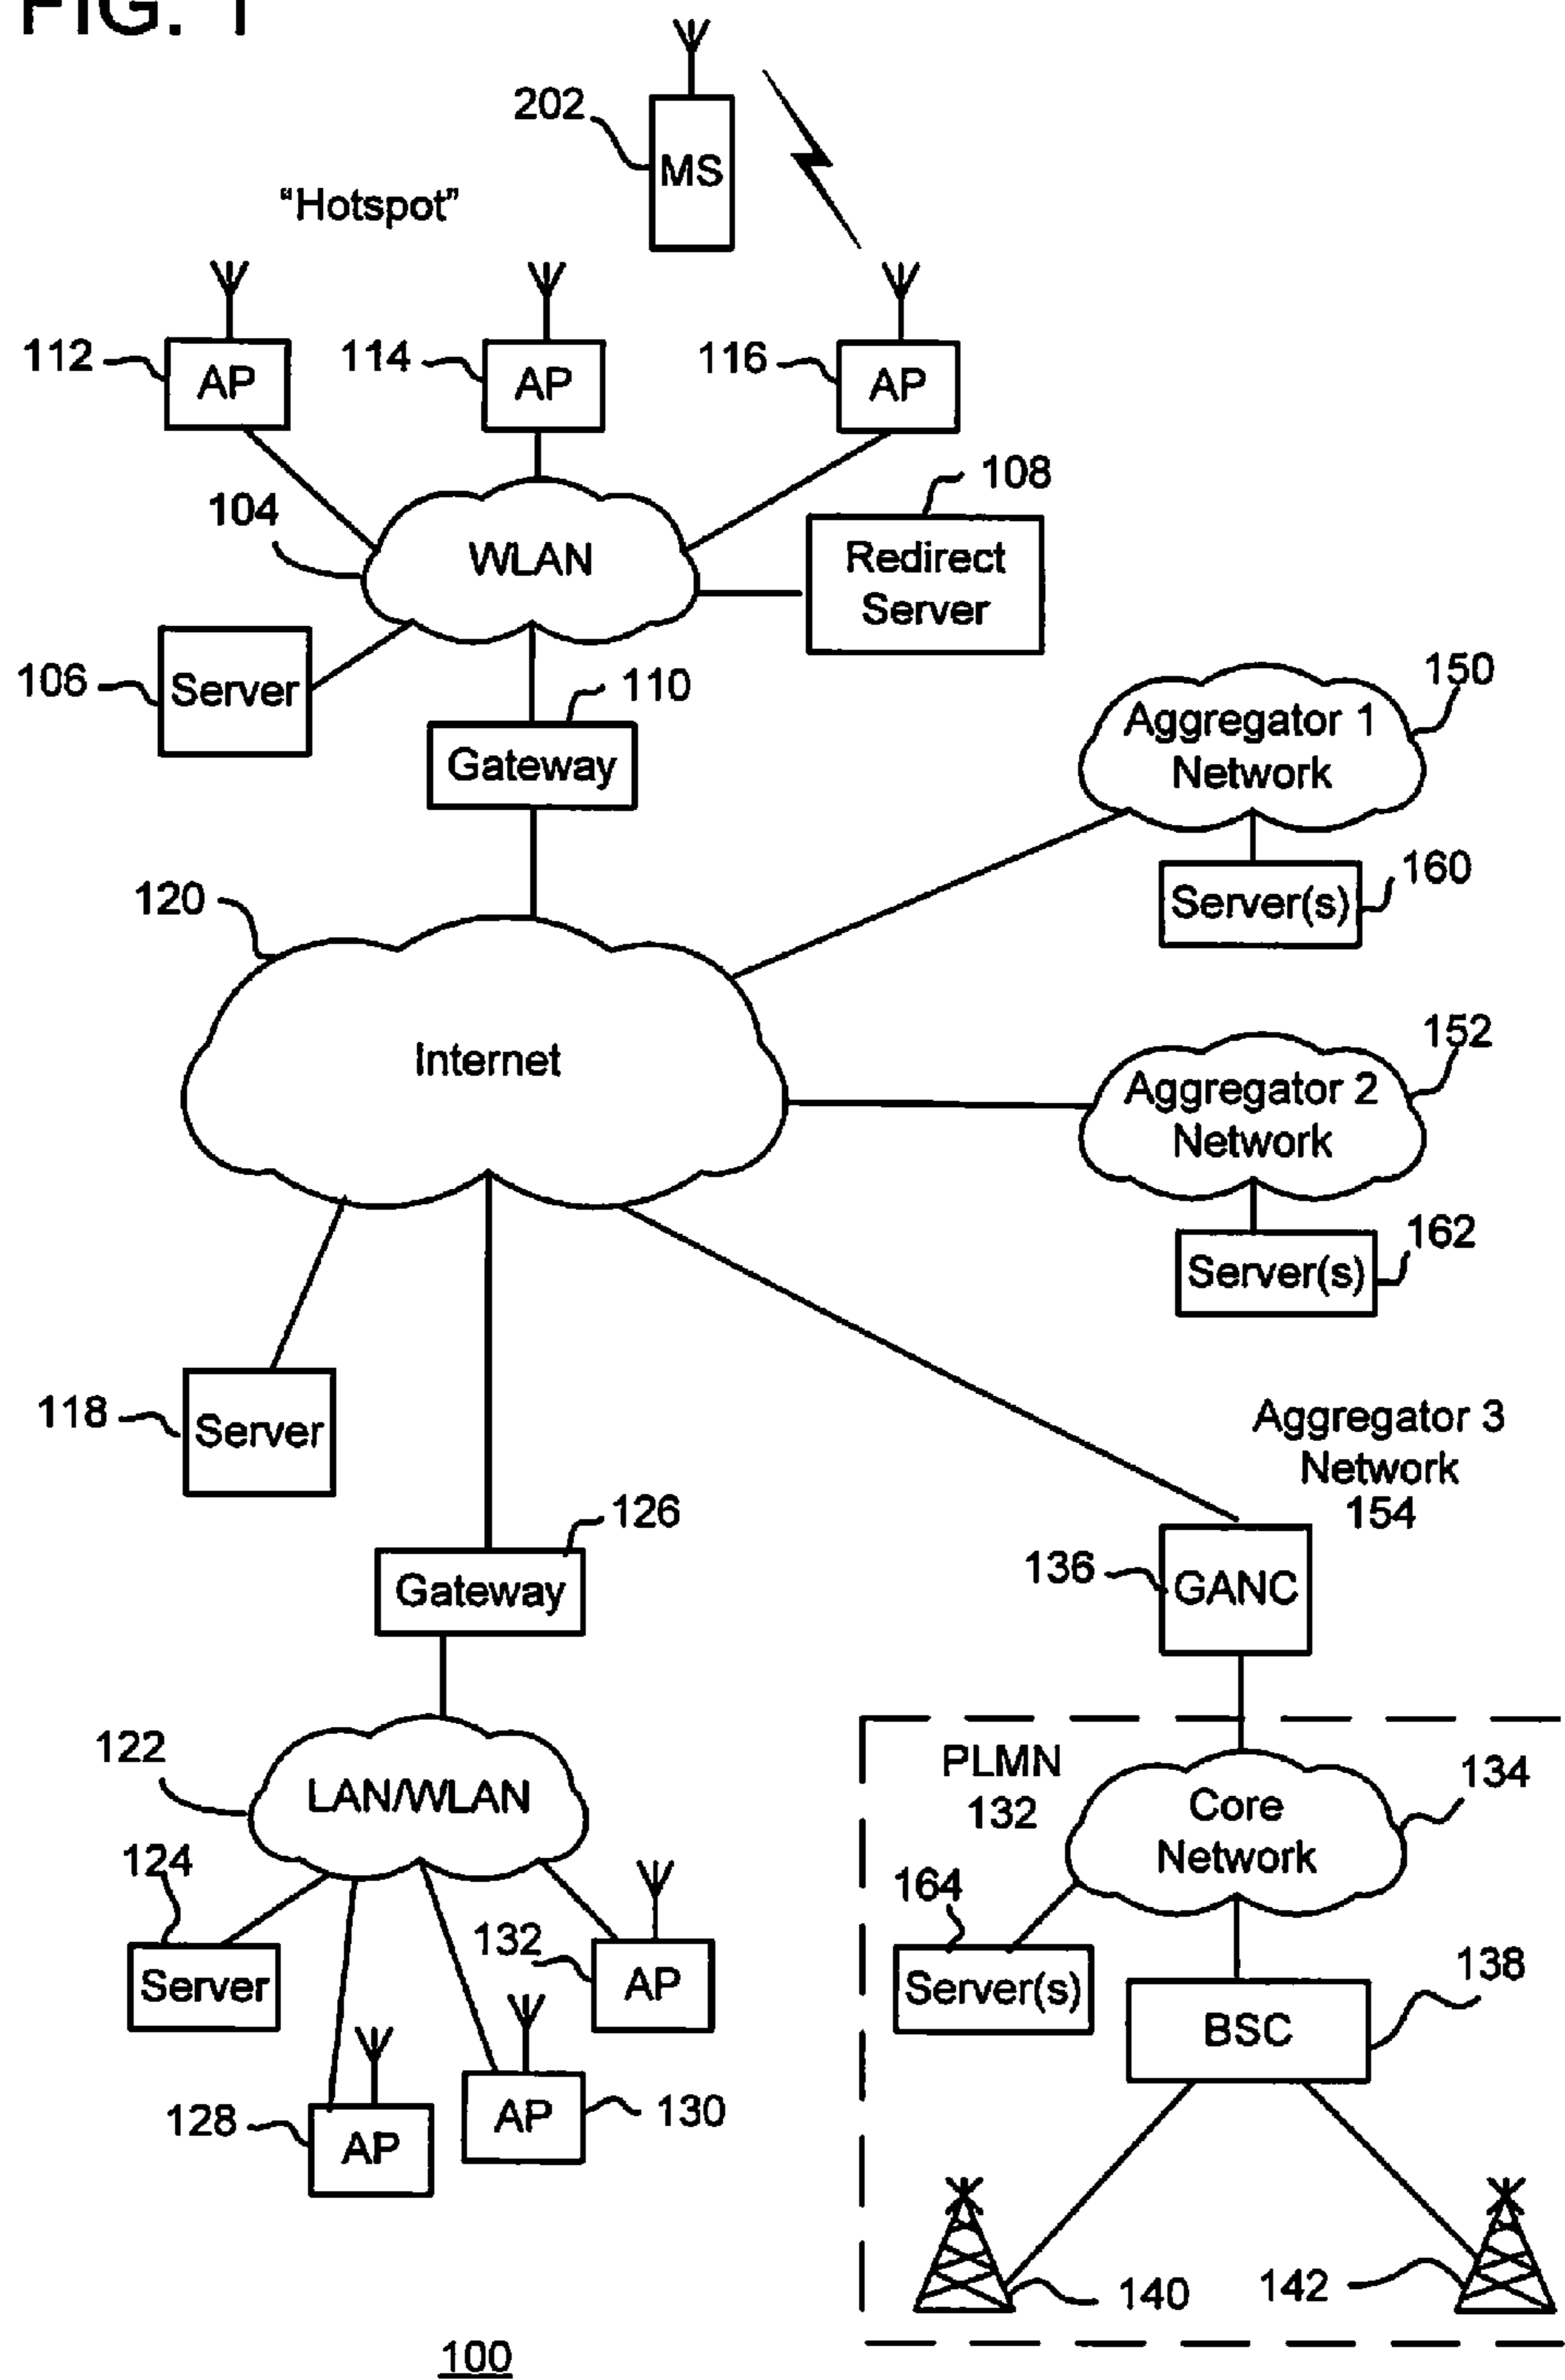 FIG. 1
202
MS
“Hotspot”
112
AP
114
AP
116
AP
104
WLAN
108
Redirect
Server
106
Server
110
Gateway
150
Aggregator 1
Network
160
Server(s)
120
Internet
152
Aggregator 2
Network
162
Server(s)
118
Server
Aggregator 3
Network
154
126
Gateway
136
GANC
122
LAN/WLAN
PLMN
132
134
Core
Network
124
Server
132
AP
164
Server(s)
138
BSC
128
AP
130
AP
140
142
100